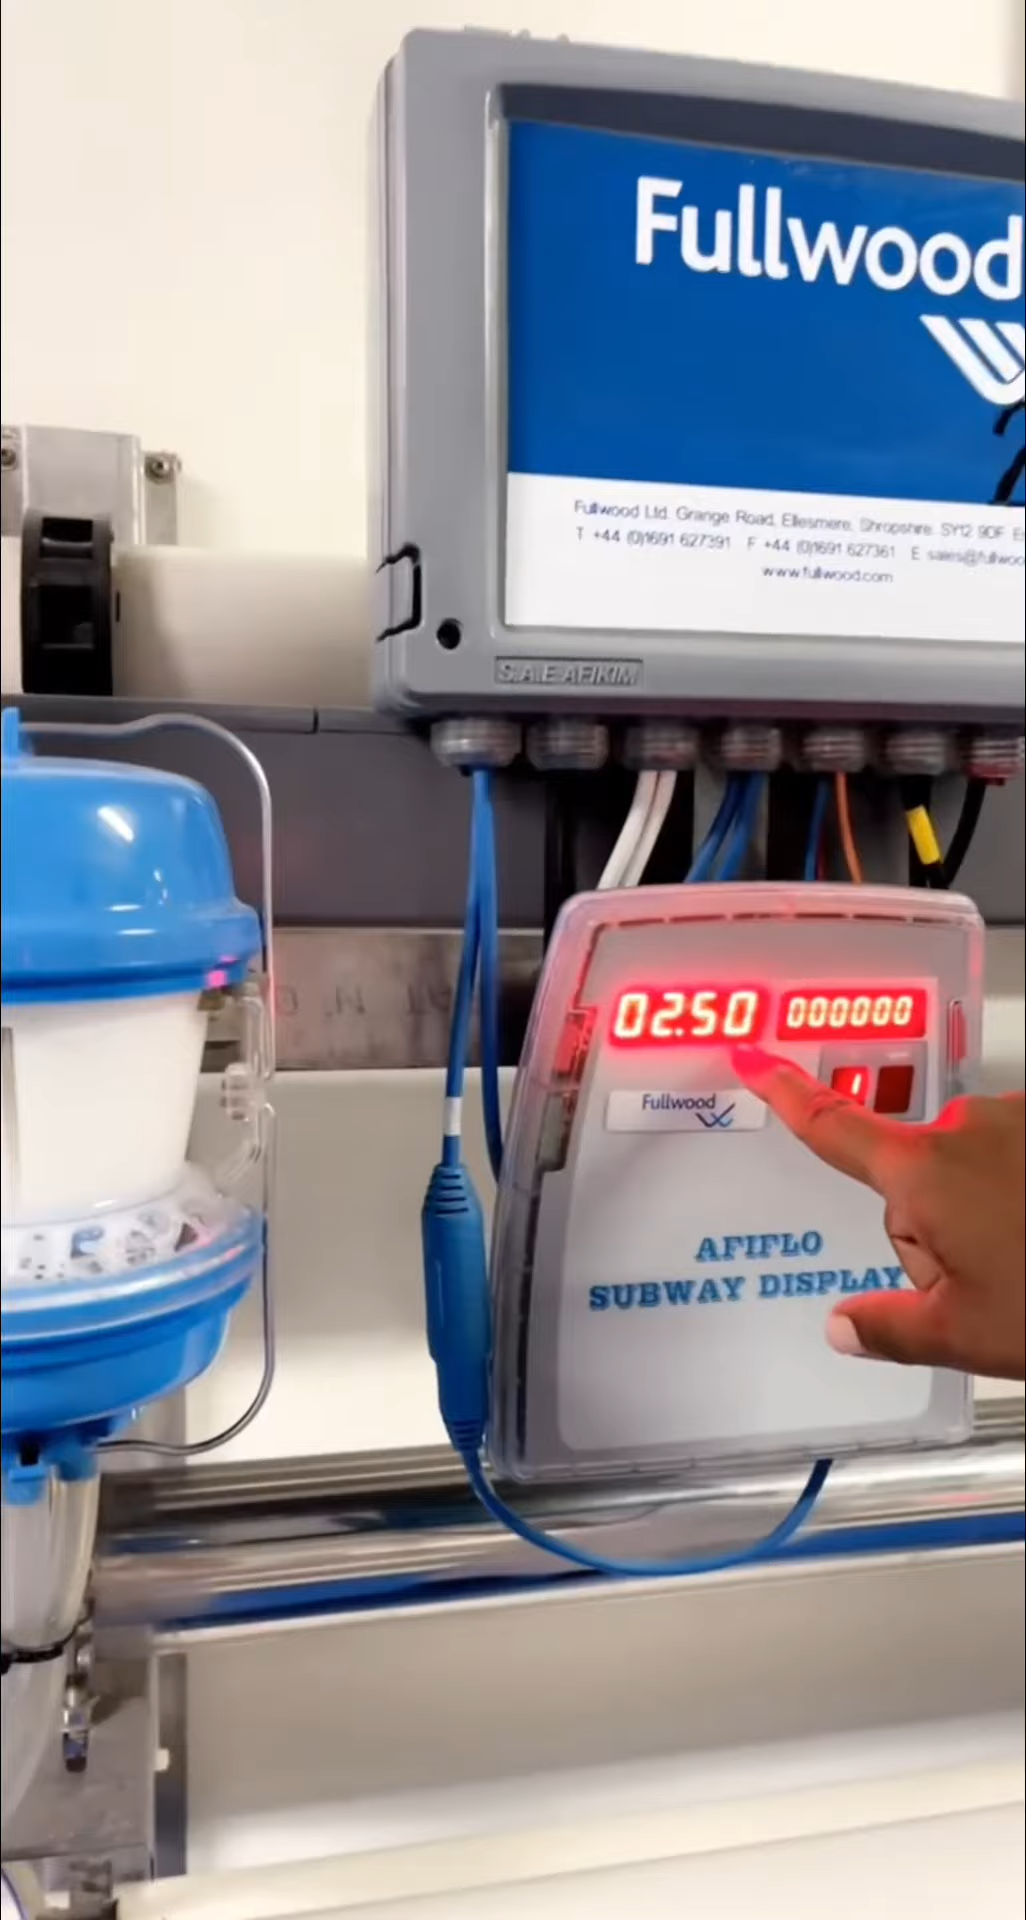 Fullwood
Fullwood Ltd. Grange Road, Ellesmere, Shropshire. SY12 9DF
T +44 (0)1691 627391 F +44 (0)1691 627361 E sales@fullwoo
www.fullwood.com
S.A.E AFIKIM
02.50 000000
1
Fullwood
AFIFLO
SUBWAY DISPLAY